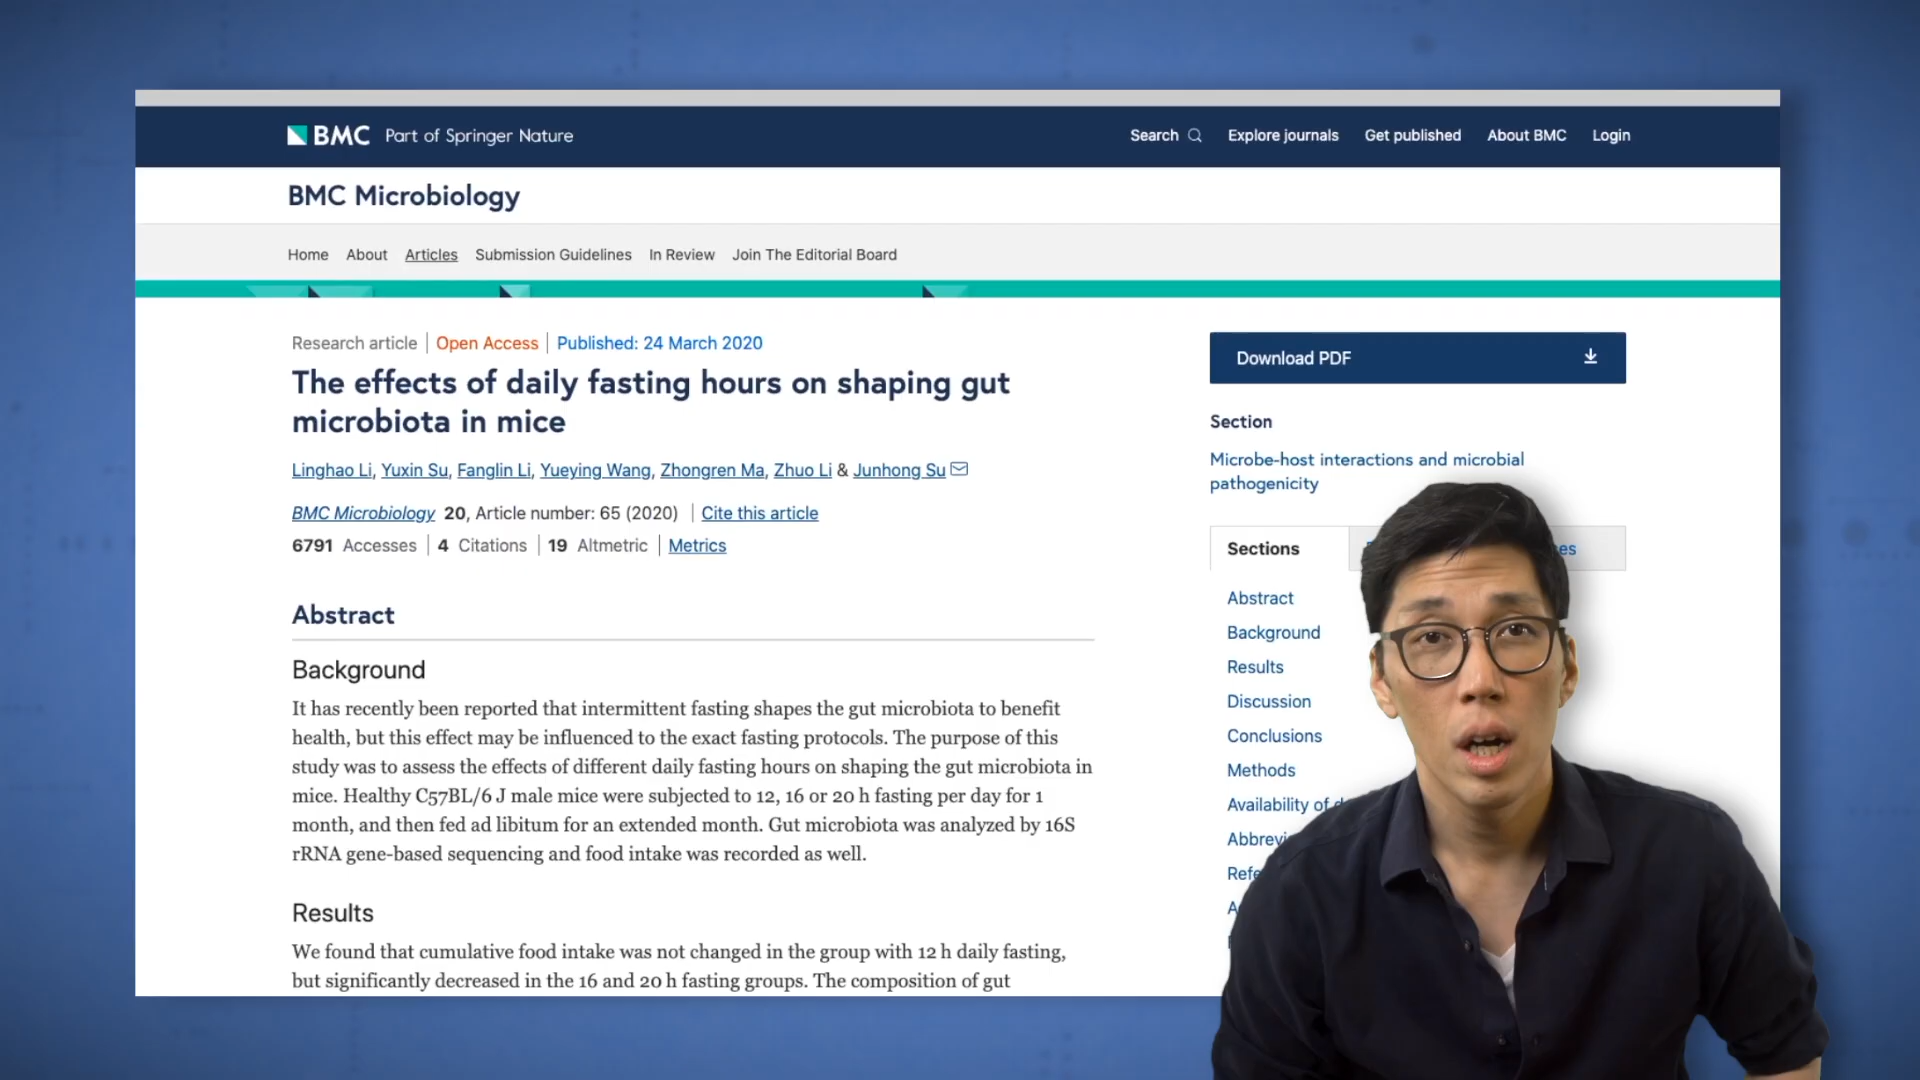 BMC Part of Springer Nature
Search Explore journals Get published About BMC Login
BMC Microbiology
Home About Articles Submission Guidelines In Review Join The Editorial Board
Research article Open Access Published: 24 March 2020
The effects of daily fasting hours on shaping gut
microbiota in mice
Linghao Li, Yuxin Su, Fanglin Li, Yueying Wang, Zhongren Ma, Zhuo Li & Junhong Su
BMC Microbiology 20, Article number: 65 (2020) Cite this article
6791 Accesses 4 Citations 19 Altmetric Metrics
Abstract
Background
It has recently been reported that intermittent fasting shapes the gut microbiota to benefit
health, but this effect may be influenced to the exact fasting protocols. The purpose of this
study was to assess the effects of different daily fasting hours on shaping the gut microbiota in
mice. Healthy C57BL/6 J male mice were subjected to 12, 16 or 20 h fasting per day for 1
month, and then fed ad libitum for an extended month. Gut microbiota was analyzed by 16S
rRNA gene-based sequencing and food intake was recorded as well.
Results
We found that cumulative food intake was not changed in the group with 12 h daily fasting,
but significantly decreased in the 16 and 20 h fasting groups. The composition of gut
Download PDF
Section
Microbe-host interactions and microbial
pathogenicity
Sections
Abstract
Background
Results
Discussion
Conclusions
Methods
Availability of